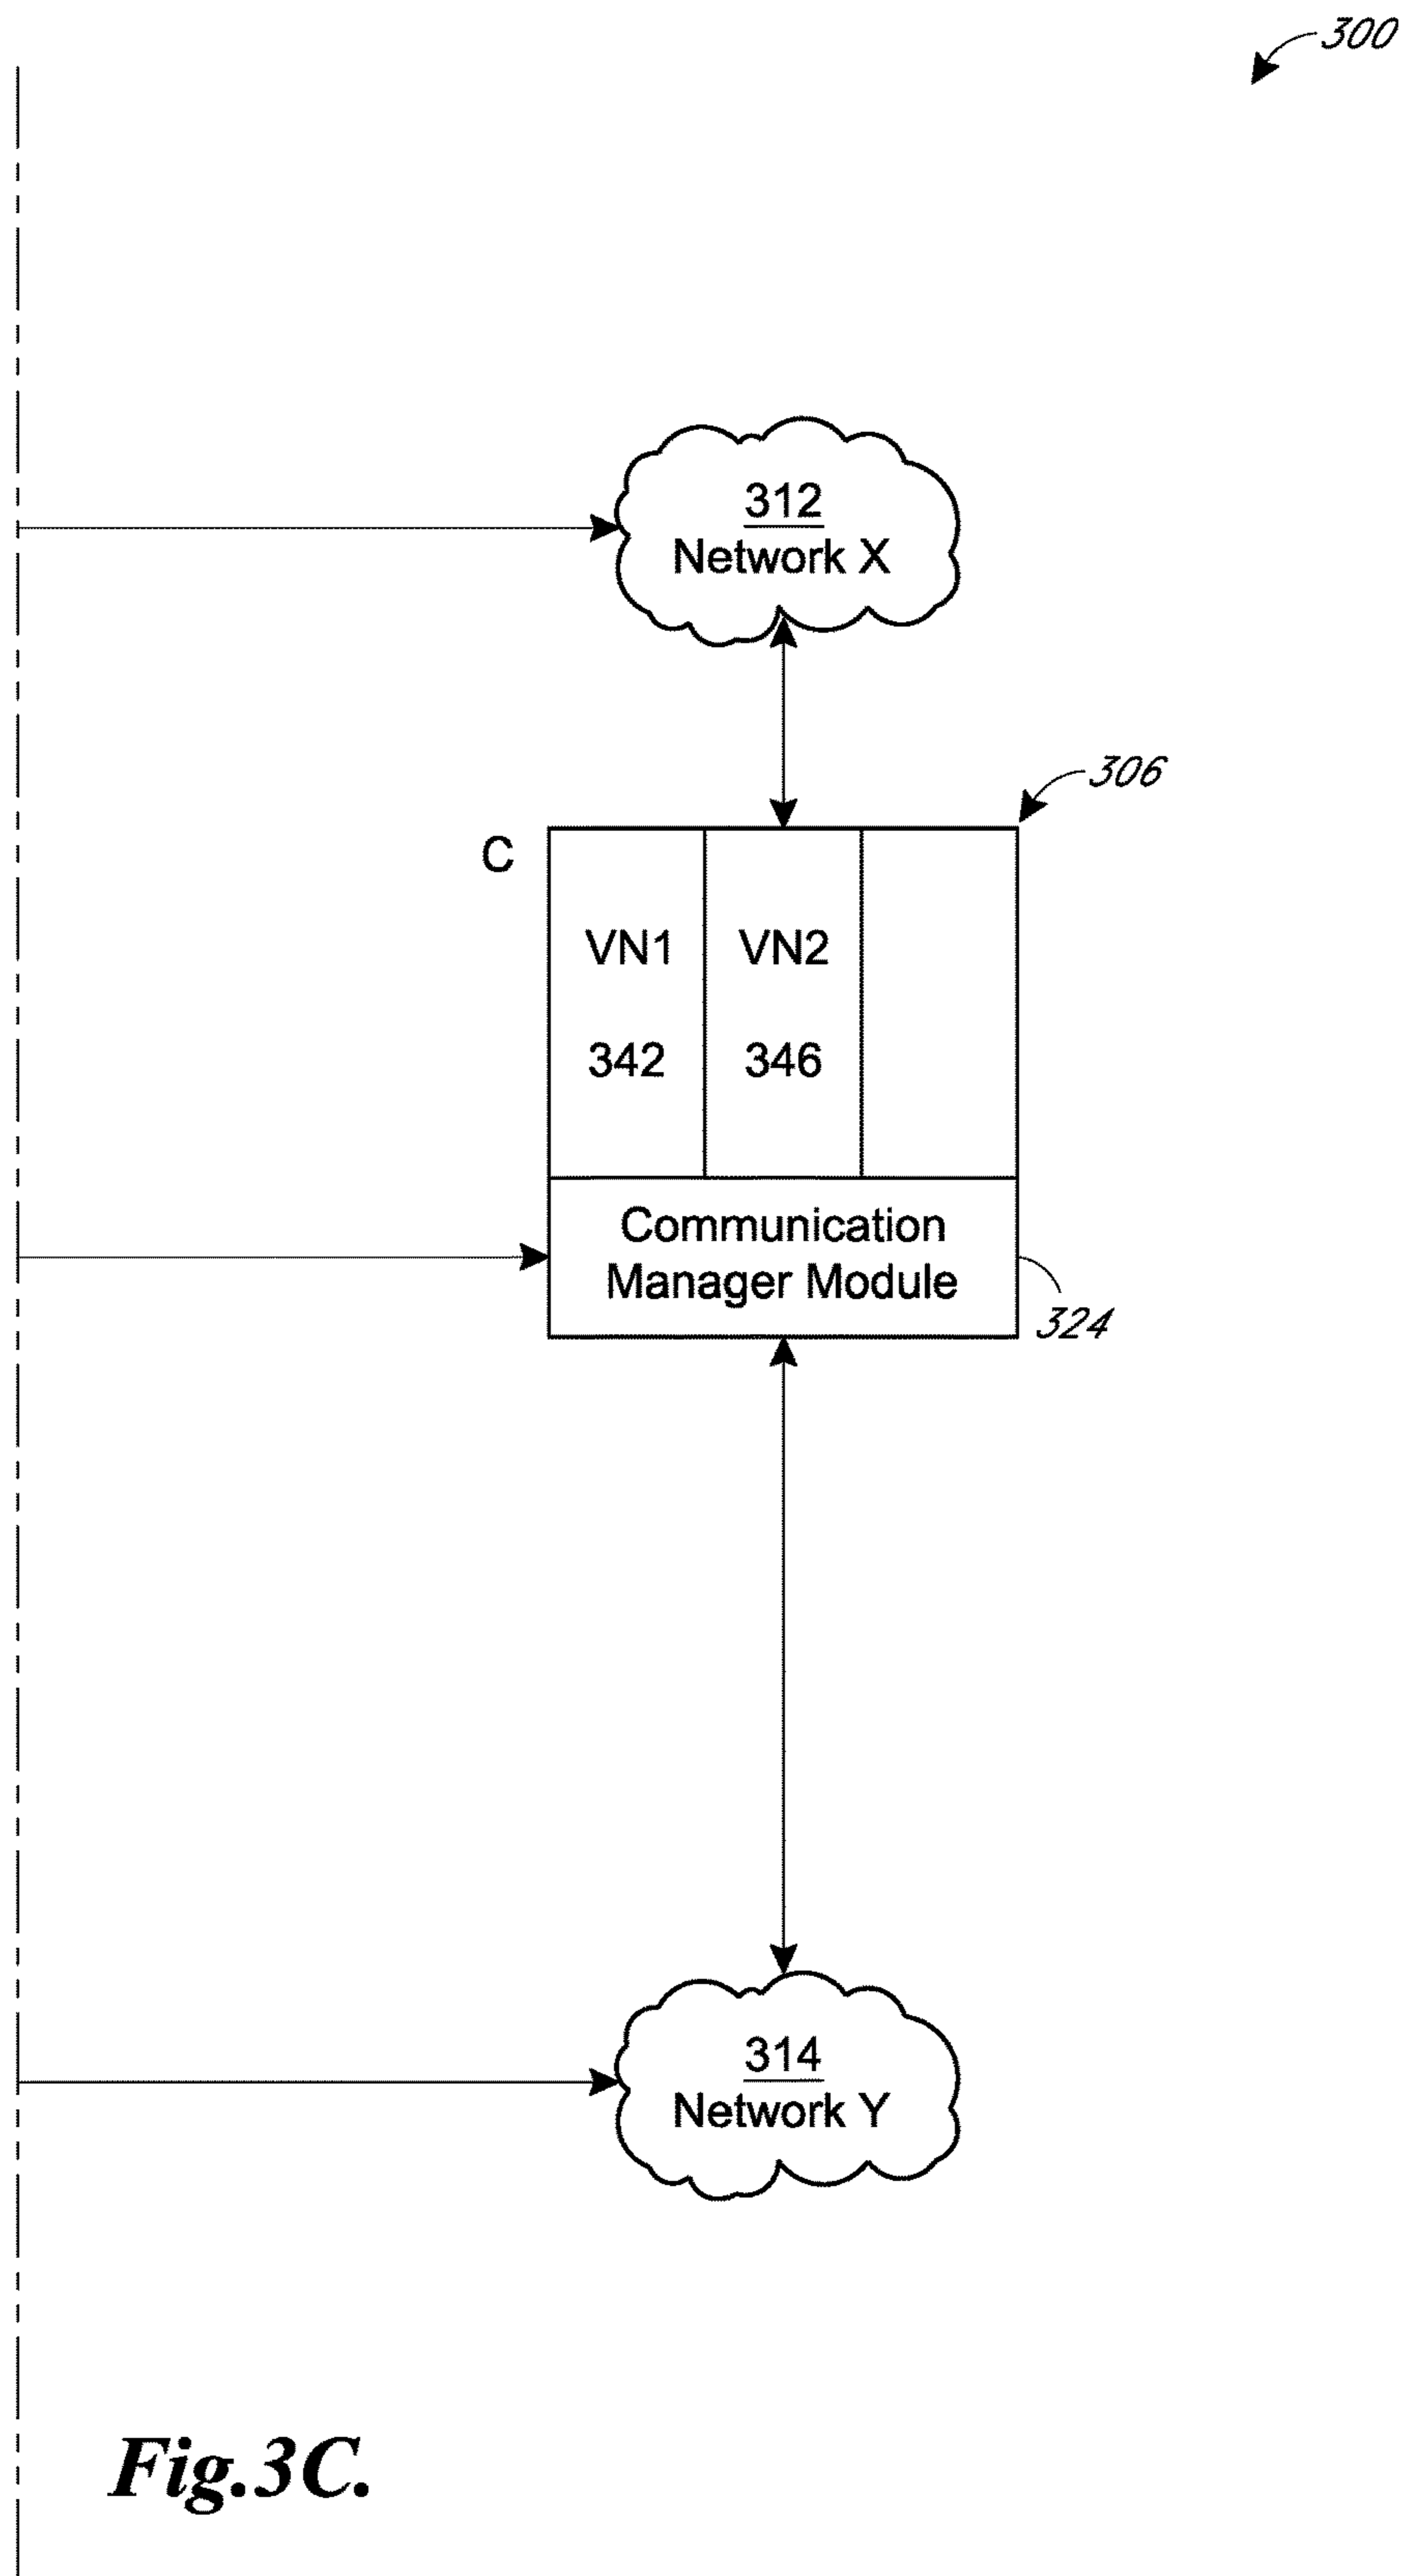 300
312
Network X
306
C
VN1 VN2
342 346
Communication
Manager Module
324
314
Network Y
Fig.3C.